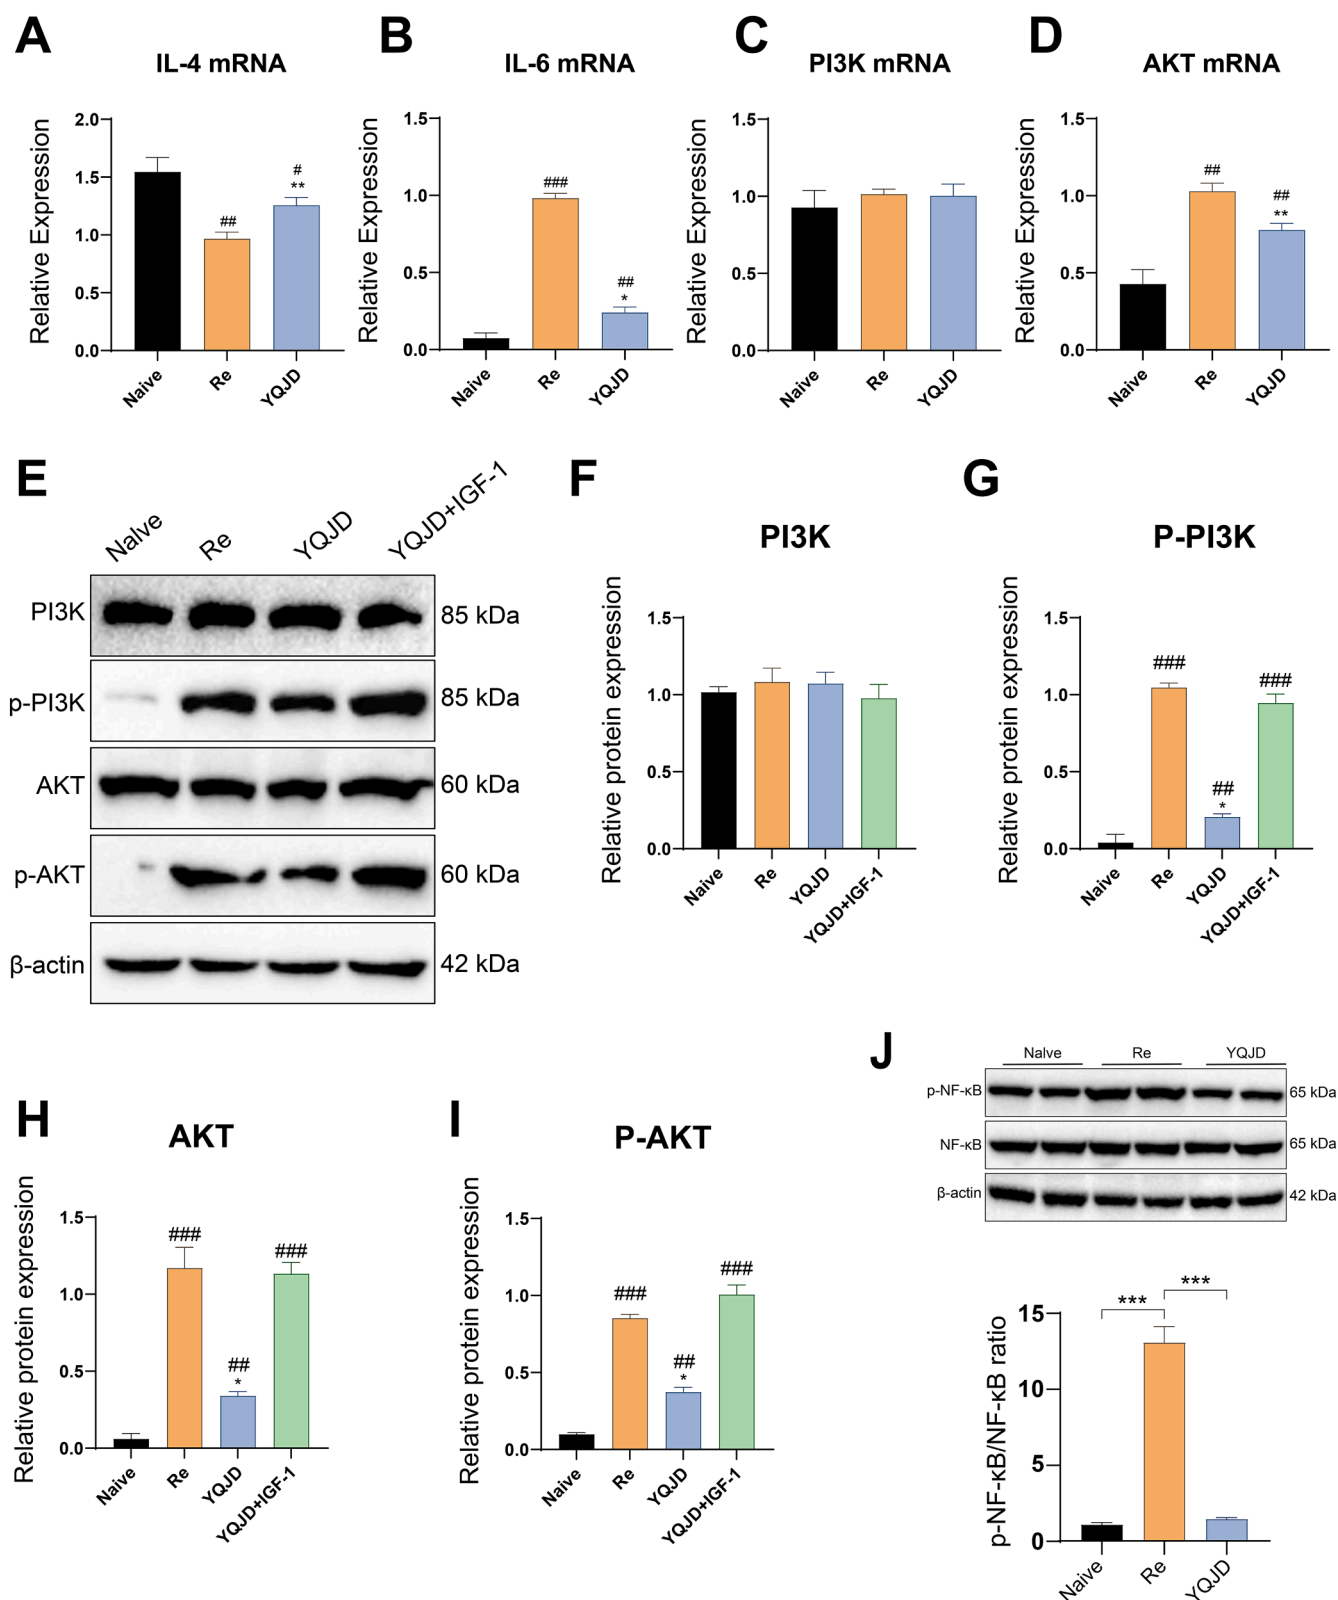 A
IL-4 mRNA
Relative Expression
2.0
1.5
1.0
0.5
0.0
##
#
**
Naive
Re
YQJD
B
IL-6 mRNA
Relative Expression
1.5
1.0
0.5
0.0
###
##
*
Naive
Re
YQJD
C
PI3K mRNA
Relative Expression
1.5
1.0
0.5
0.0
Naive
Re
YQJD
D
AKT mRNA
Relative Expression
1.5
1.0
0.5
0.0
##
##
**
Naive
Re
YQJD
E
Nalve
Re
YQJD
YQJD+IGF-1
PI3K 85 kDa
p-PI3K 85 kDa
AKT 60 kDa
p-AKT 60 kDa
β-actin 42 kDa
F
PI3K
Relative protein expression
1.5
1.0
0.5
0.0
Naive
Re
YQJD
YQJD+IGF-1
G
P-PI3K
Relative protein expression
1.5
1.0
0.5
0.0
###
##
*
###
Naive
Re
YQJD
YQJD+IGF-1
H
AKT
Relative protein expression
1.5
1.0
0.5
0.0
###
##
*
###
Naive
Re
YQJD
YQJD+IGF-1
I
P-AKT
Relative protein expression
1.5
1.0
0.5
0.0
###
##
*
###
Naive
Re
YQJD
YQJD+IGF-1
J
Nalve Re YQJD
p-NF-κB 65 kDa
NF-κB 65 kDa
β-actin 42 kDa
p-NF-κB/NF-κB ratio
15
10
5
0
***
***
Naive
Re
YQJD